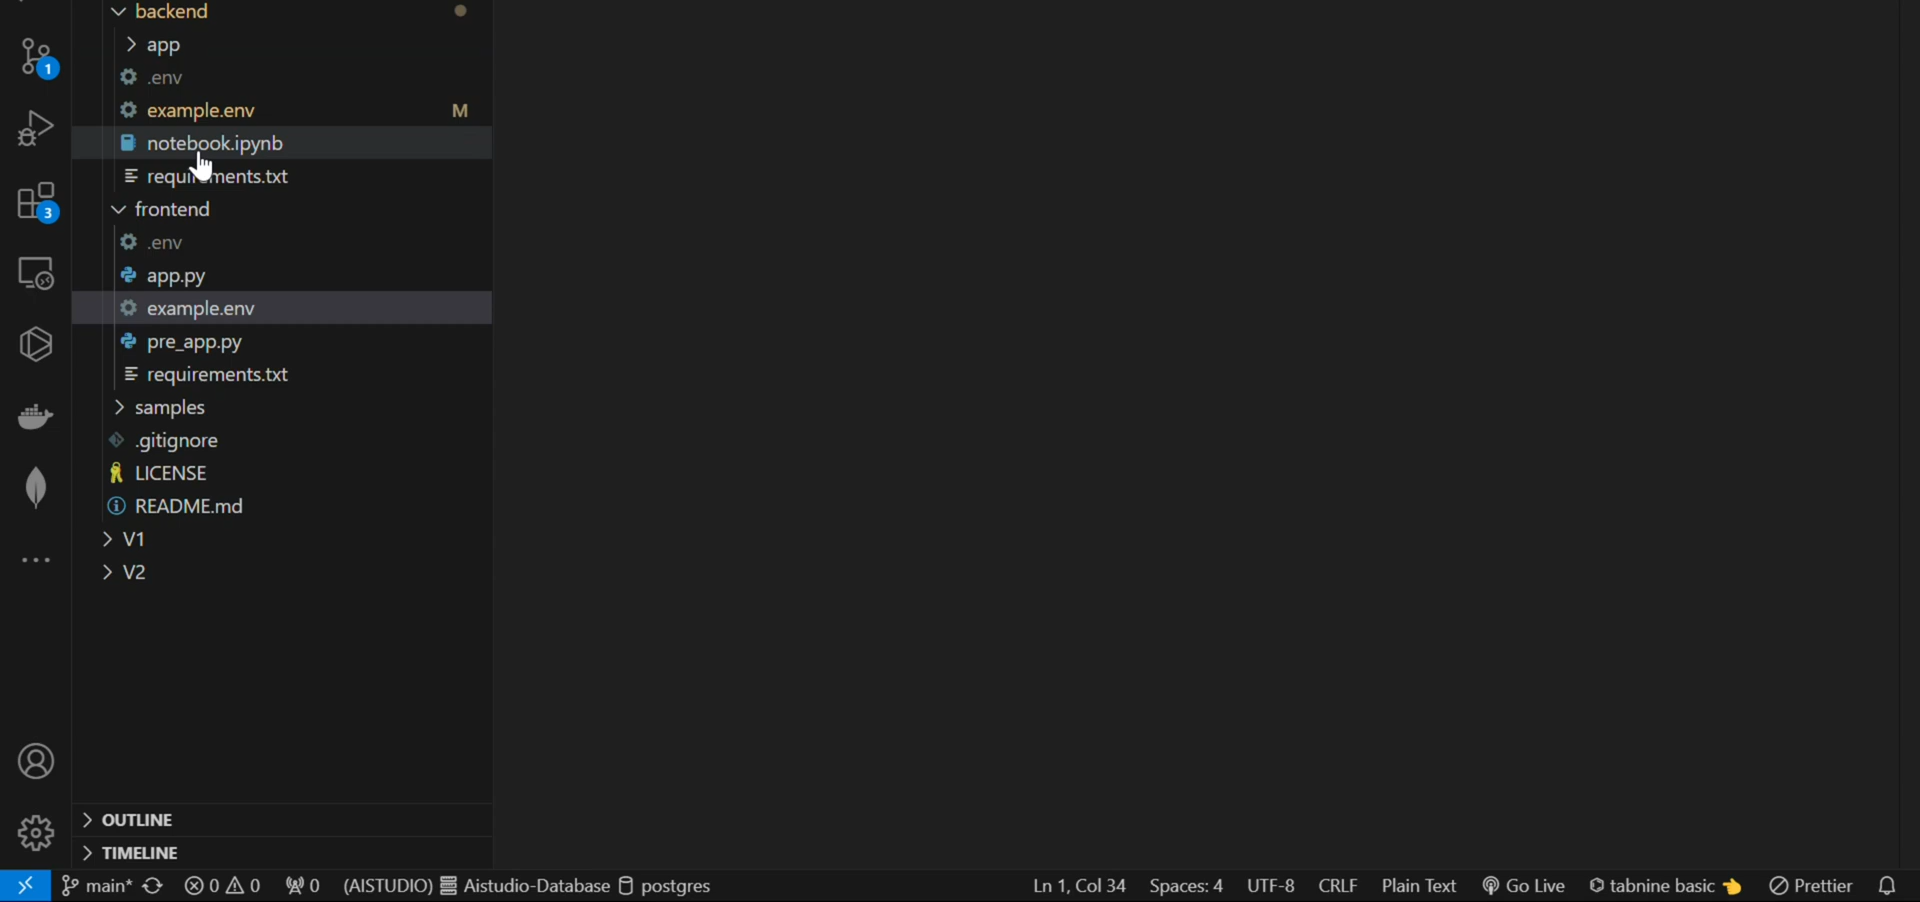 backend
app
.env
example.env M
notebook.ipynb
requirements.txt
frontend
.env
app.py
example.env
pre_app.py
requirements.txt
samples
.gitignore
LICENSE
README.md
V1
V2
1
3
OUTLINE
TIMELINE
main* 0 0 0 (AISTUDIO) Aistudio-Database postgres Ln 1, Col 34 Spaces: 4 UTF-8 CRLF Plain Text Go Live tabnine basic 👈 Prettier